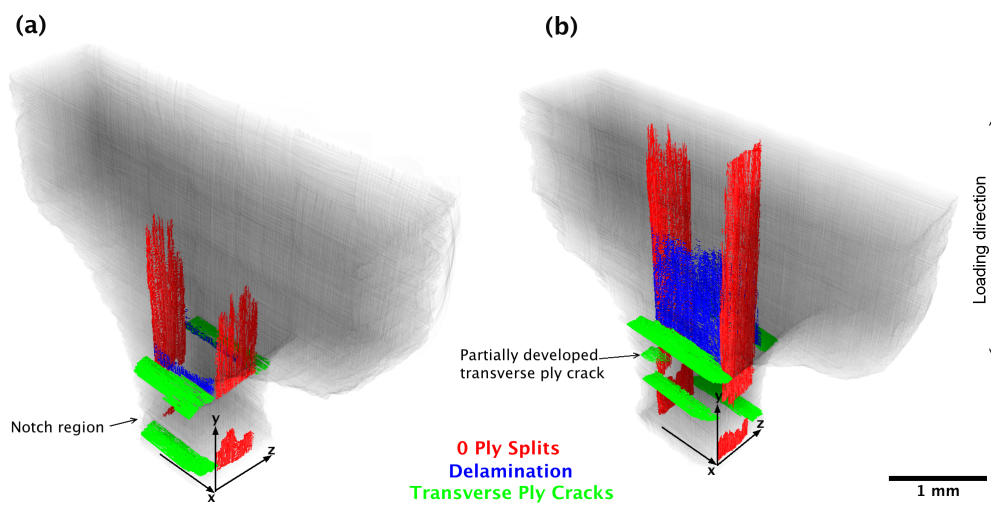 (a)
(b)
Loading direction
Partially developed
transverse ply crack
Notch region
y
z
x
y
z
x
0 Ply Splits
Delamination
Transverse Ply Cracks
1 mm